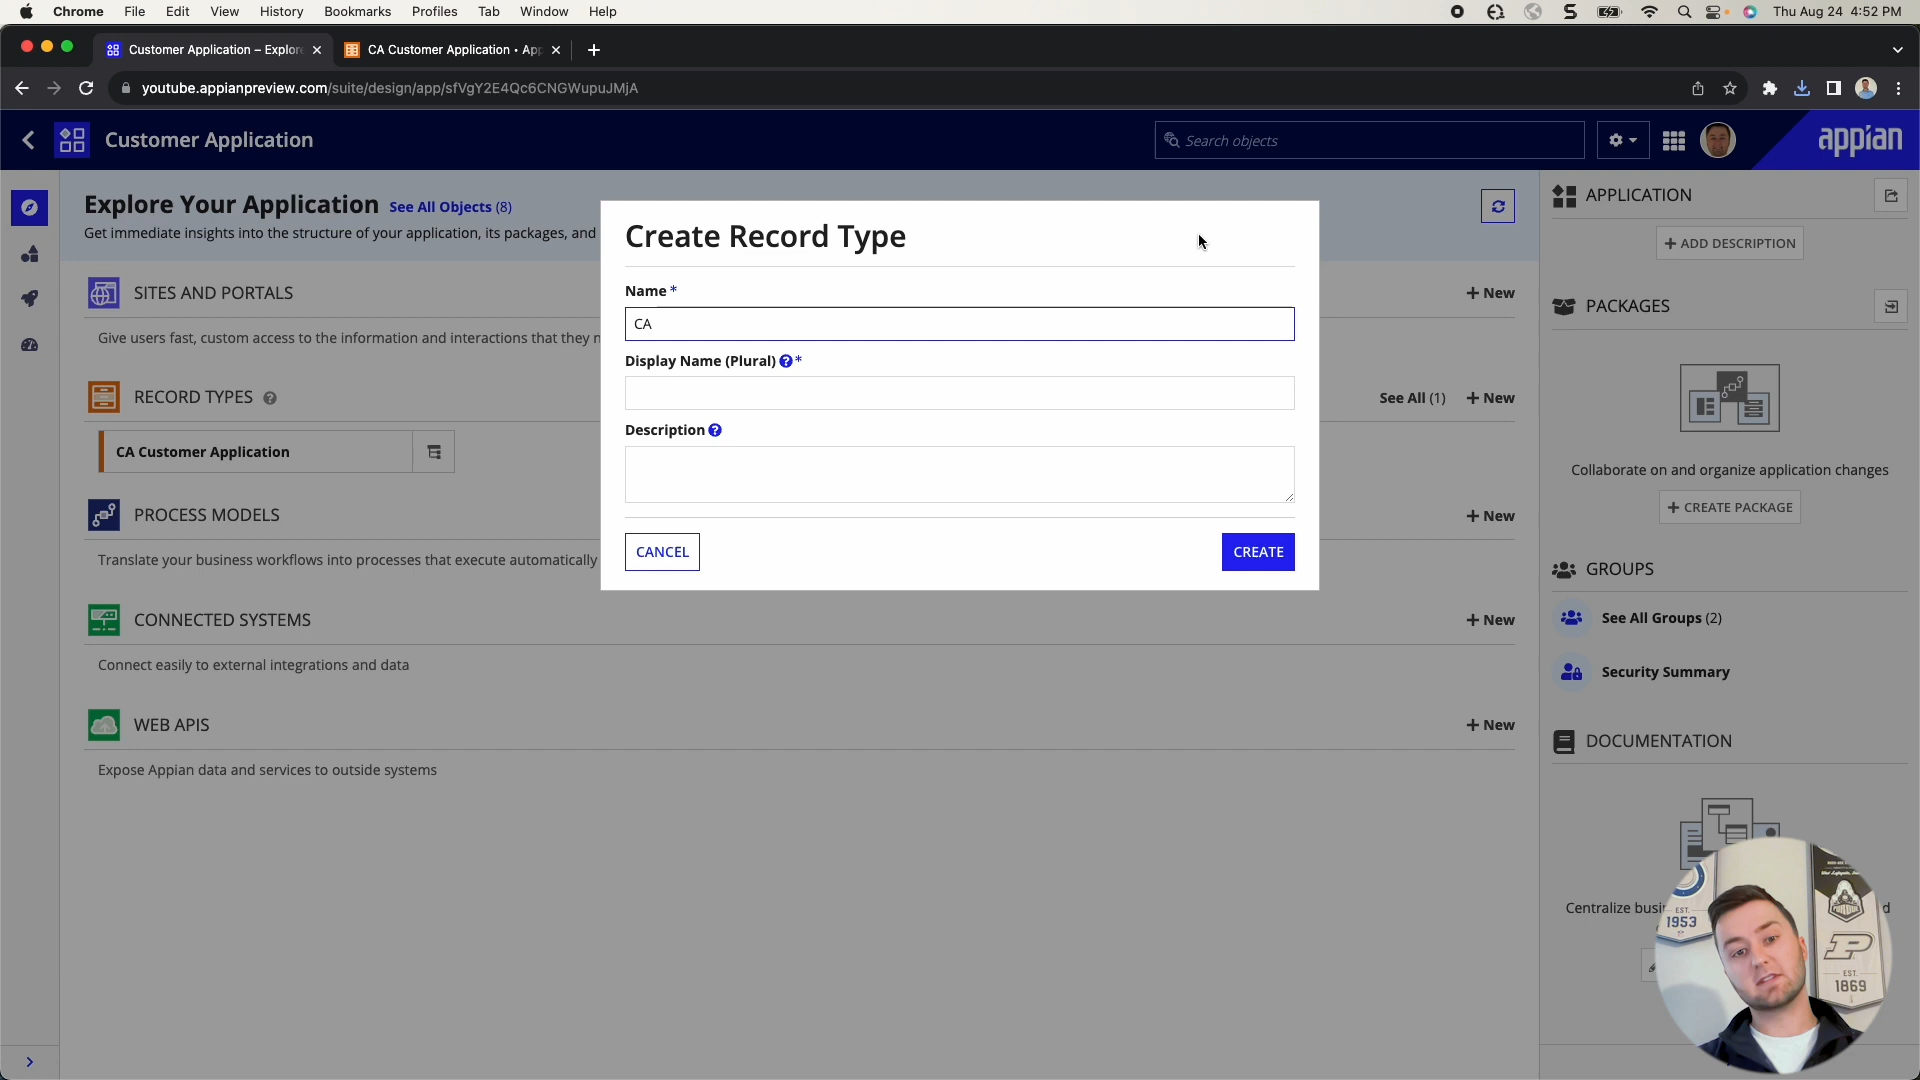 Chrome File Edit View History Bookmarks Profiles Tab Window Help
Thu Aug 24 4:52 PM
Customer Application – Explor
CA Customer Application • Ap
youtube.appianpreview.com/suite/design/app/sfVgY2E4Qc6CNGWupuJMjA
Customer Application
Search objects
appian
Explore Your Application See All Objects (8)
Get immediate insights into the structure of your application, its packages, and
SITES AND PORTALS
+ New
Give users fast, custom access to the information and interactions that they
RECORD TYPES
See All (1) + New
CA Customer Application
PROCESS MODELS
+ New
Translate your business workflows into processes that execute automatically
CONNECTED SYSTEMS
+ New
Connect easily to external integrations and data
WEB APIS
+ New
Expose Appian data and services to outside systems
Create Record Type
Name *
CA
Display Name (Plural) ? *
Description ?
CANCEL
CREATE
APPLICATION
+ ADD DESCRIPTION
PACKAGES
Collaborate on and organize application changes
+ CREATE PACKAGE
GROUPS
See All Groups (2)
Security Summary
DOCUMENTATION
Centralize
EST.
1953
P
EST.
1869